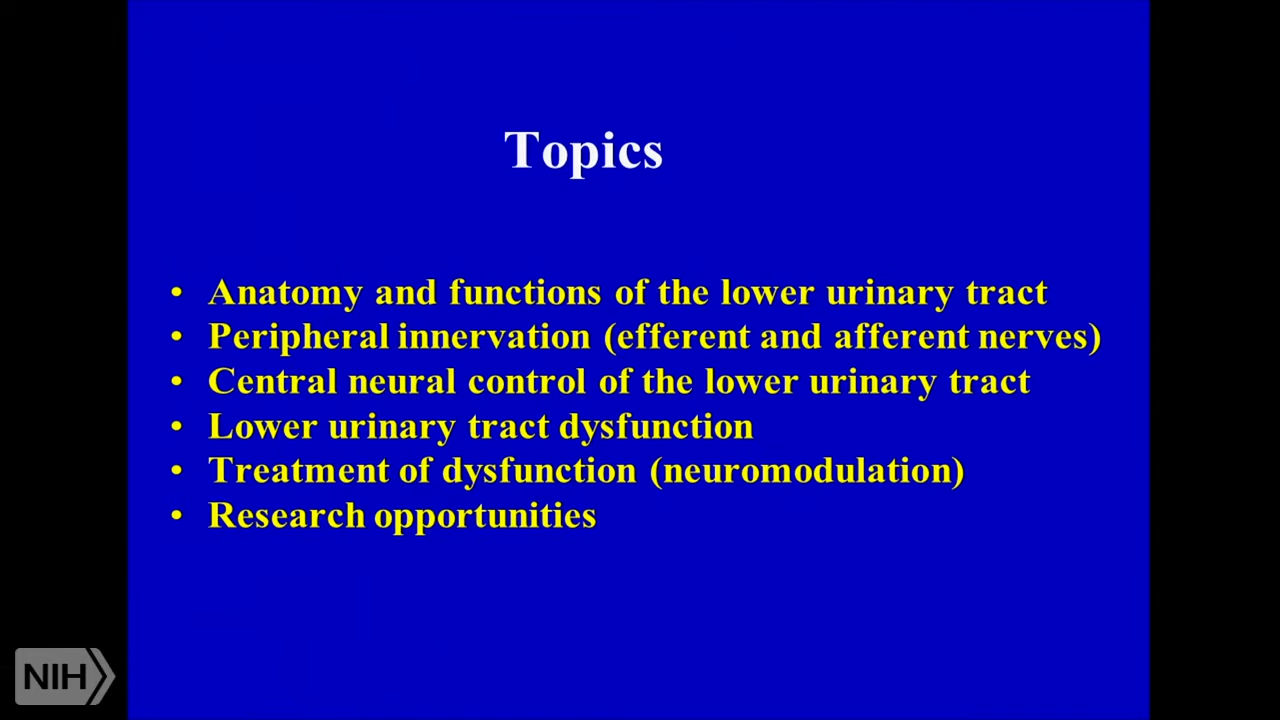 Topics
• Anatomy and functions of the lower urinary tract
• Peripheral innervation (efferent and afferent nerves)
• Central neural control of the lower urinary tract
• Lower urinary tract dysfunction
• Treatment of dysfunction (neuromodulation)
• Research opportunities
NIH